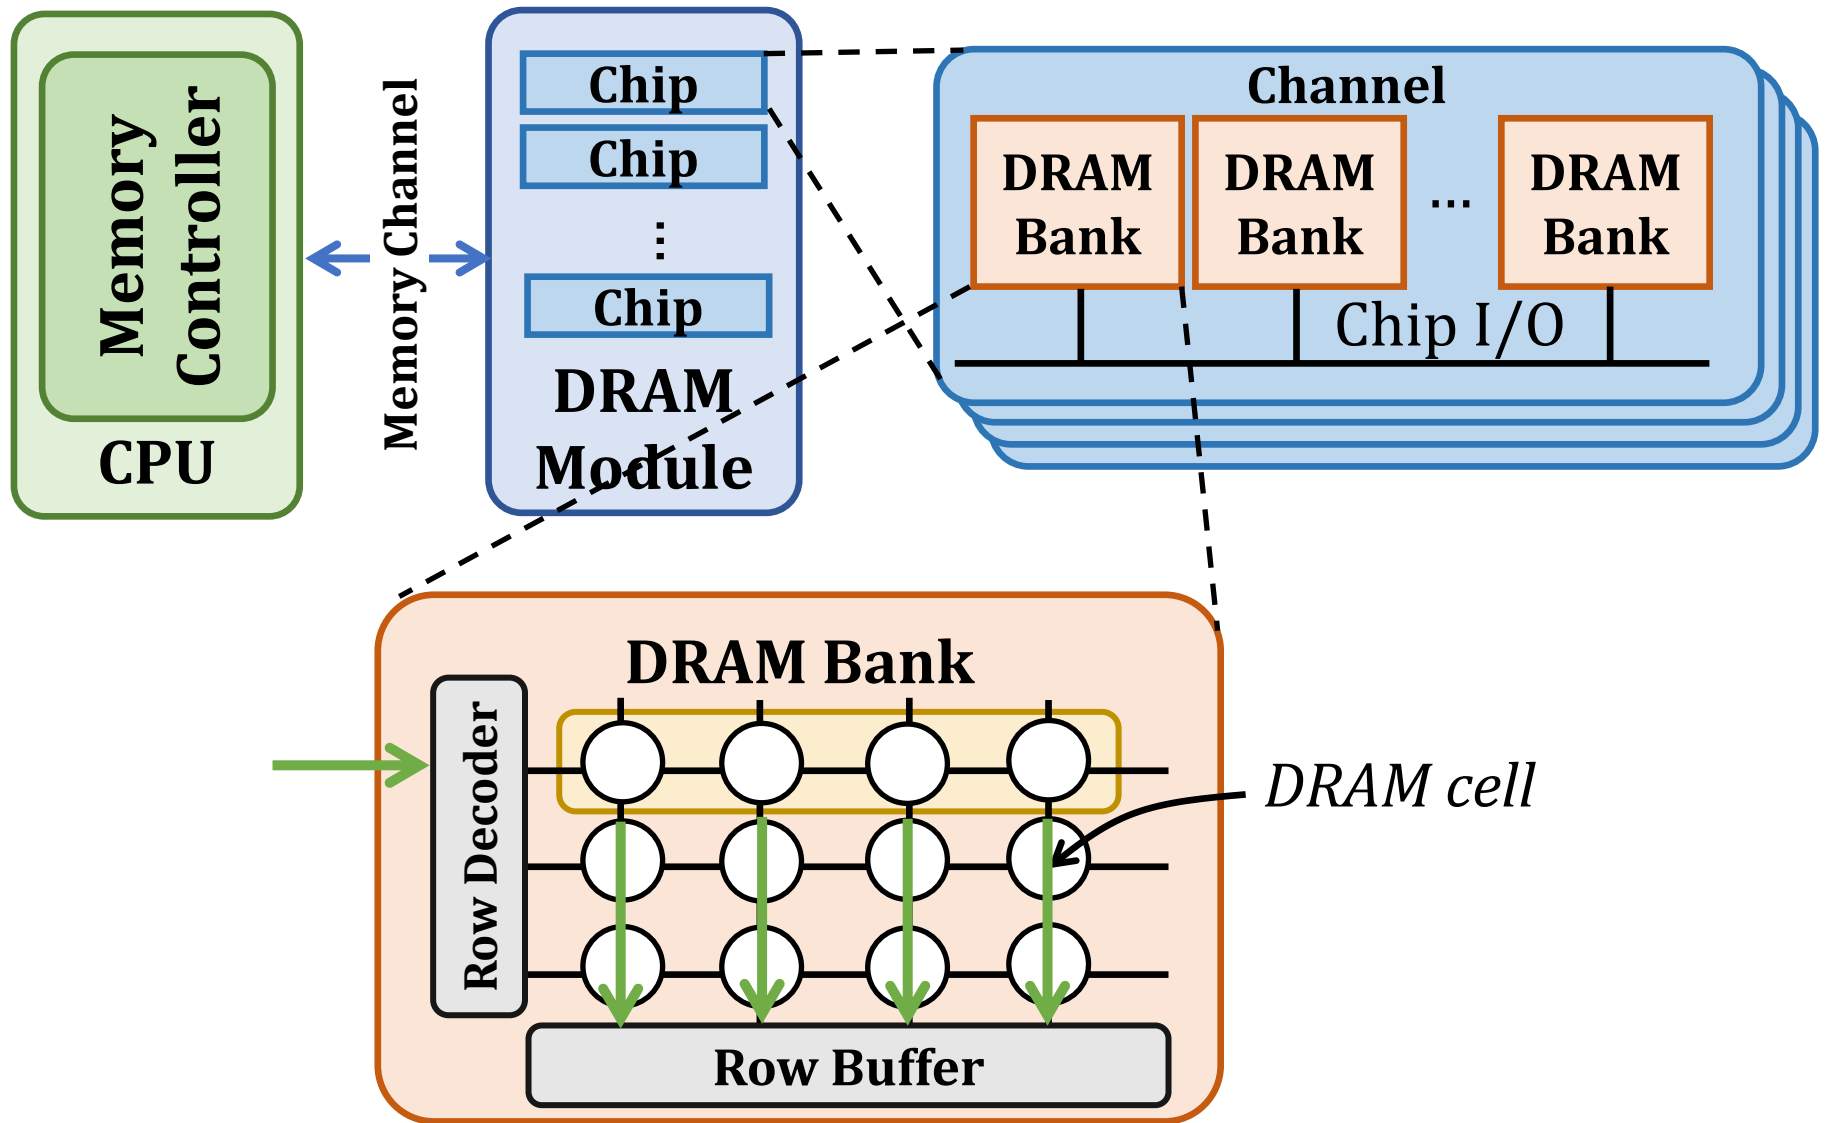 Memory
Controller
CPU
Memory Channel
Chip
Chip
⋮
Chip
DRAM
Module
Channel
DRAM
Bank
DRAM
Bank
...
DRAM
Bank
Chip I/O
DRAM Bank
Row Decoder
DRAM cell
Row Buffer